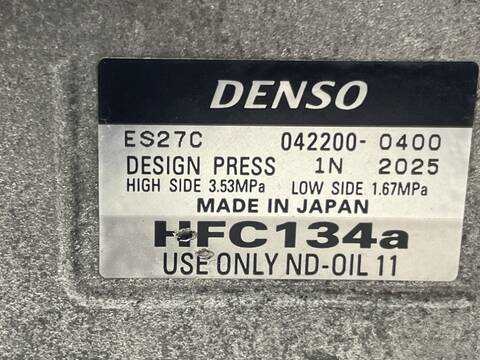 DENSO
ES27C 042200-0400
DESIGN PRESS 1N 2025
HIGH SIDE 3.53MPa LOW SIDE 1.67MPa
MADE IN JAPAN
HFC134a
USE ONLY ND-OIL 11